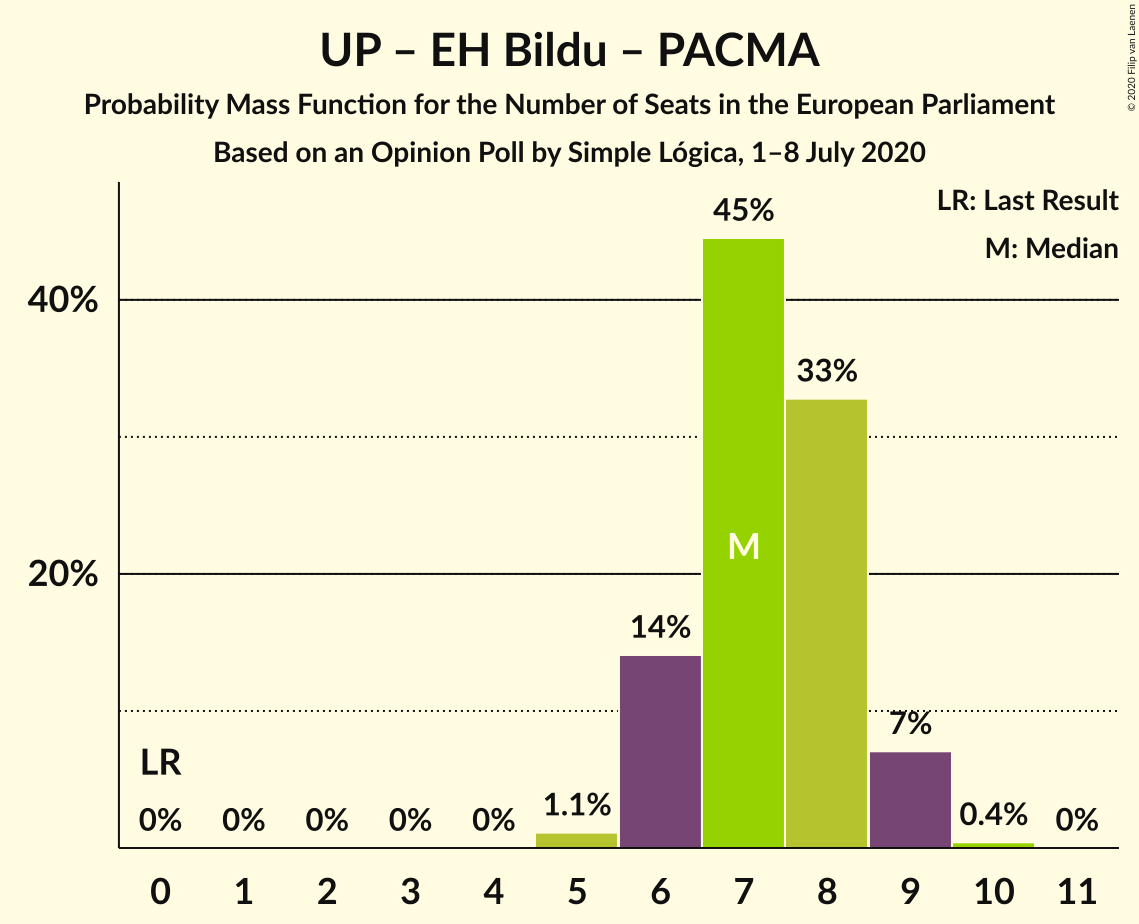 UP – EH Bildu – PACMA
Probability Mass Function for the Number of Seats in the European Parliament
Based on an Opinion Poll by Simple Lógica, 1–8 July 2020
© 2020 Filip van Laenen
LR: Last Result
M: Median
45%
40%
33%
M
20%
14%
7%
LR
0% 0% 0% 0% 0% 1.1% 0.4% 0%
0 1 2 3 4 5 6 7 8 9 10 11